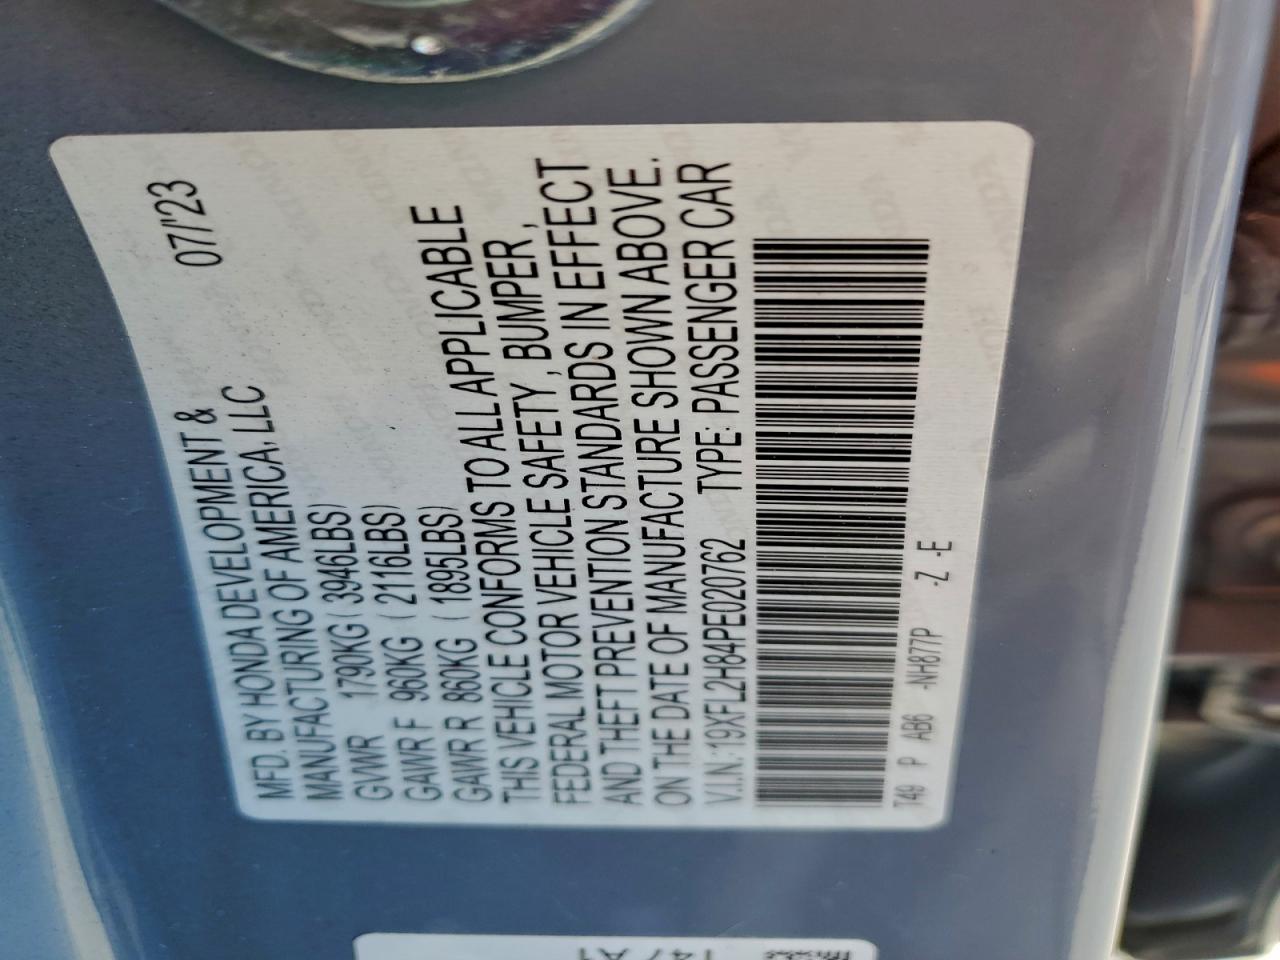 MFD. BY HONDA DEVELOPMENT & 07/'23
MANUFACTURING OF AMERICA, LLC
GVWR 1790KG ( 3946LBS)
GAWR F 960KG ( 2116LBS)
GAWR R 860KG ( 1895LBS)
THIS VEHICLE CONFORMS TO ALL APPLICABLE
FEDERAL MOTOR VEHICLE SAFETY , BUMPER ,
AND THEFT PREVENTION STANDARDS IN EFFECT
ON THE DATE OF MANUFACTURE SHOWN ABOVE.
V.I.N.: 19XFL2H84PE020762 TYPE: PASSENGER CAR
T49 P AB6 -NH877P -Z -E